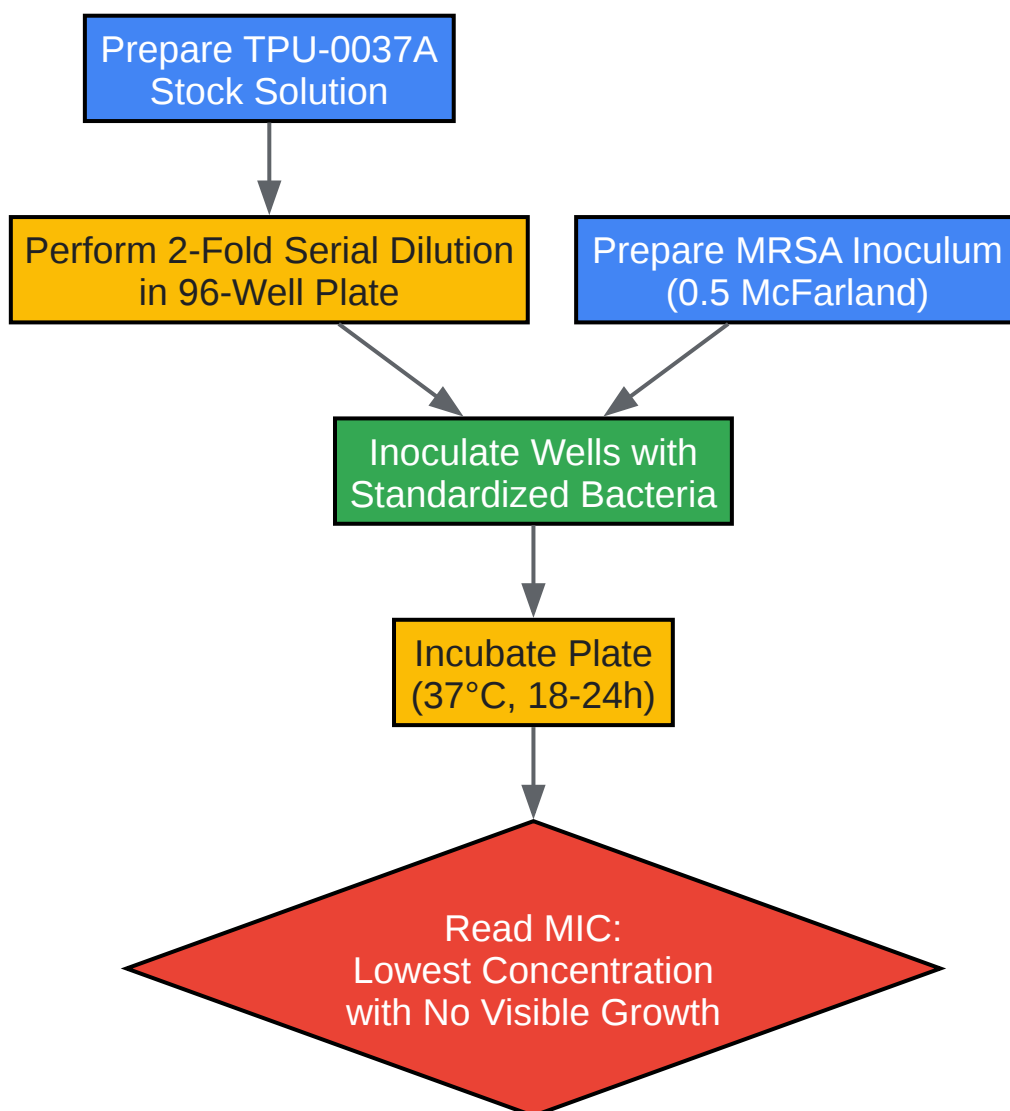 Prepare TPU-0037A
Stock Solution
Perform 2-Fold Serial Dilution
in 96-Well Plate
Prepare MRSA Inoculum
(0.5 McFarland)
Inoculate Wells with
Standardized Bacteria
Incubate Plate
(37°C, 18-24h)
Read MIC:
Lowest Concentration
with No Visible Growth